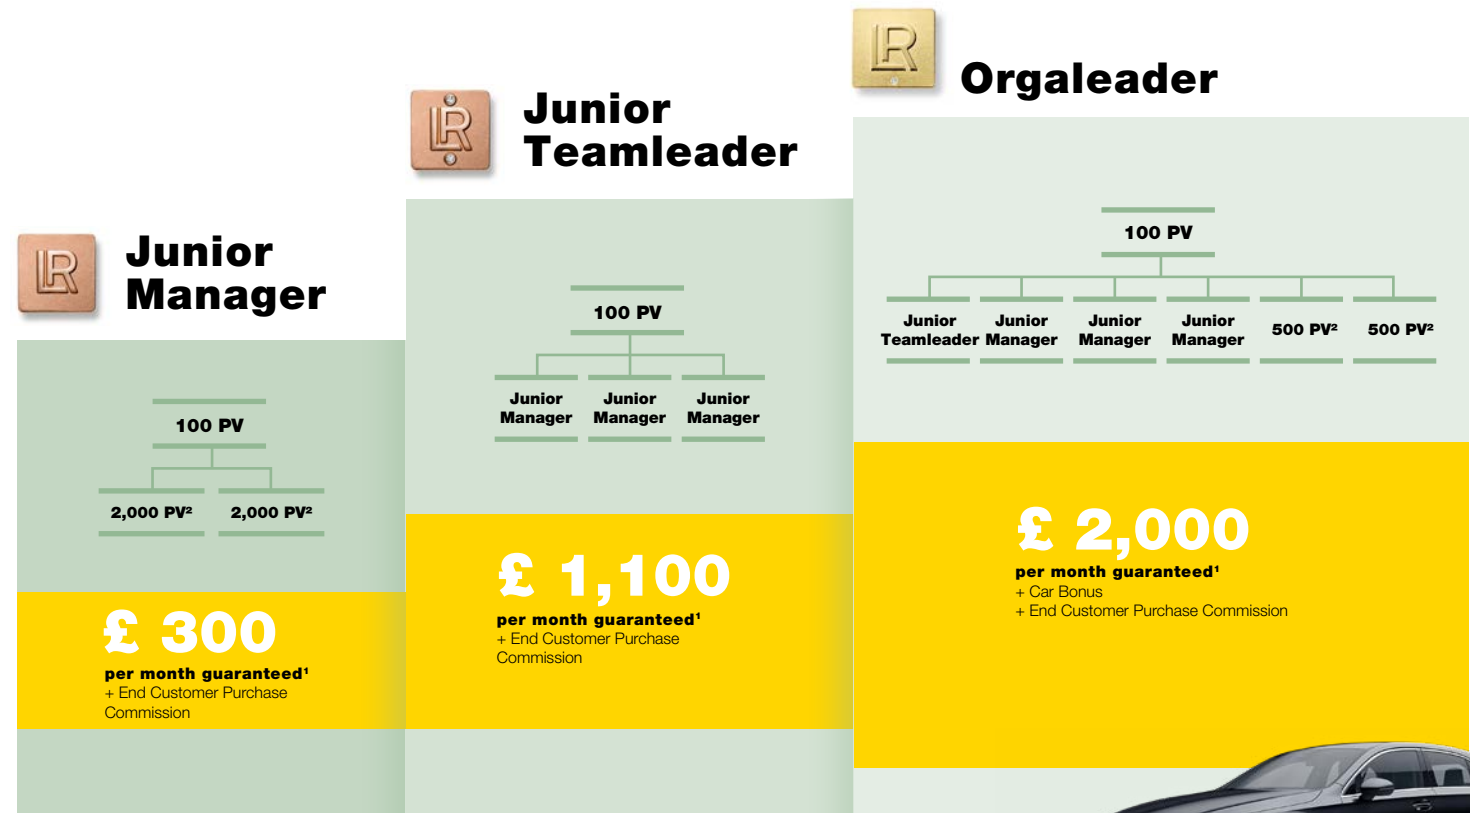 LR
Junior
Manager
100 PV
2,000 PV² 2,000 PV²
£ 300
per month guaranteed¹
+ End Customer Purchase
Commission
LR
Junior
Teamleader
100 PV
Junior Manager Junior Manager Junior Manager
£ 1,100
per month guaranteed¹
+ End Customer Purchase
Commission
LR
Orgaleader
100 PV
Junior Teamleader Junior Manager Junior Manager Junior Manager 500 PV² 500 PV²
£ 2,000
per month guaranteed¹
+ Car Bonus
+ End Customer Purchase Commission